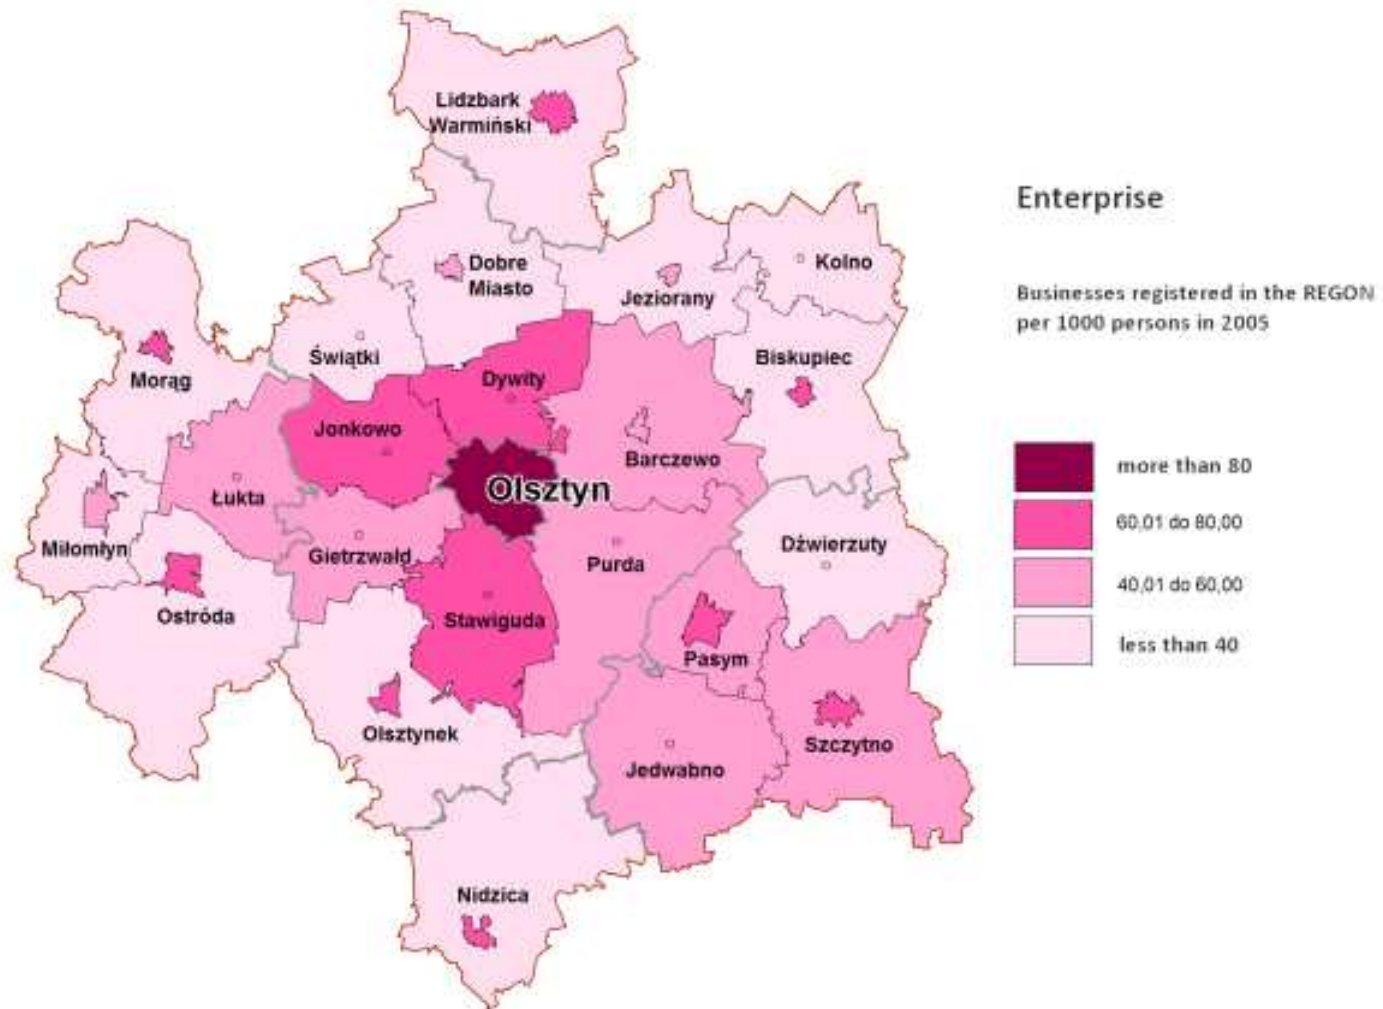 Lidzbark
Warmiński
Enterprise
Dobre
Miasto
Kolno
Jeziorany
Businesses registered in the REGON
per 1000 persons in 2005
Świątki
Biskupiec
Morąg
Dywity
Jonkowo
Barczewo
more than 80
Łukta
Olsztyn
60,01 do 80,00
Miłomłyn
Gietrzwałd
Dźwierzuty
Purda
40,01 do 60,00
Ostróda
Stawiguda
less than 40
Pasym
Olsztynek
Szczytno
Jedwabno
Nidzica